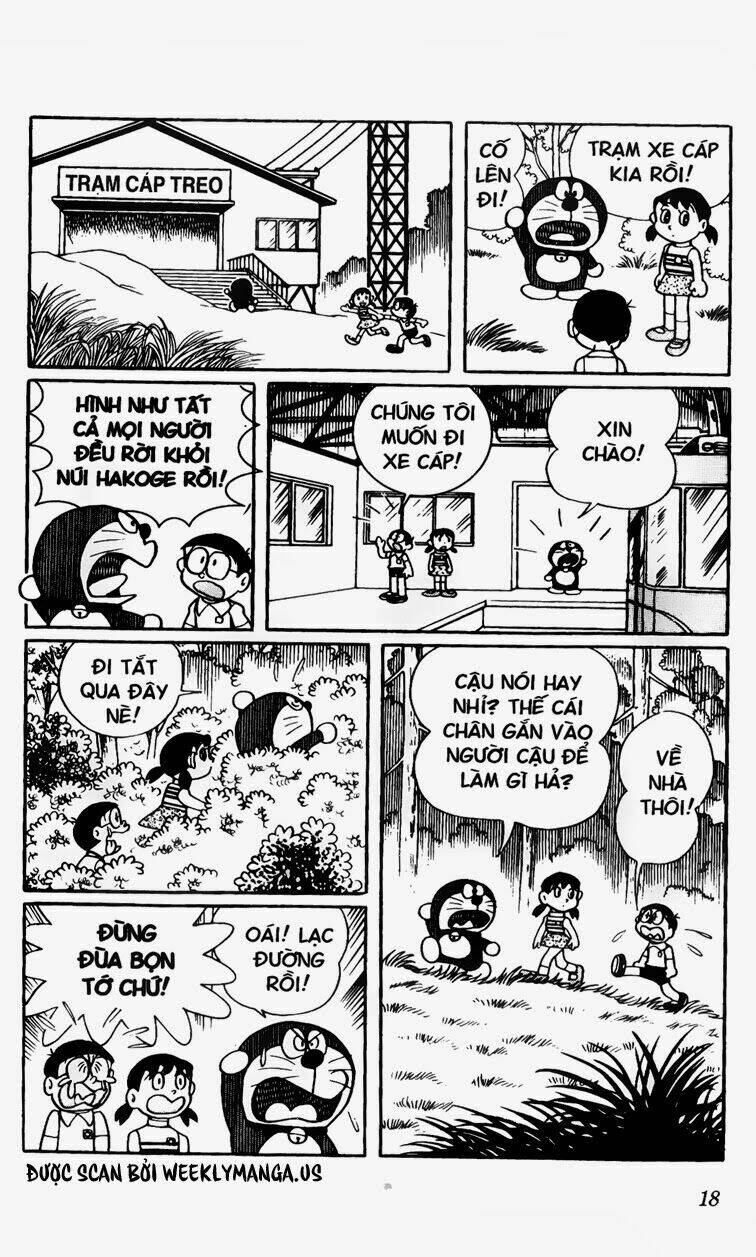 TRẠM XE CÁP
KIA RỒI!
CỐ
LÊN
ĐI!
TRẠM CÁP TREO
XIN
CHÀO!
CHÚNG TÔI
MUỐN ĐI
XE CÁP!
HÌNH NHƯ TẤT
CẢ MỌI NGƯỜI
ĐỀU RỜI KHỎI
NÚI HAKOGE RỒI!
VỀ
NHÀ
THÔI!
CẬU NÓI HAY
NHỈ? THẾ CÁI
CHÂN GẮN VÀO
NGƯỜI CẬU ĐỂ
LÀM GÌ HẢ?
ĐI TẮT
QUA ĐÂY
NÈ!
OÁI! LẠC
ĐƯỜNG
RỒI!
ĐỪNG
ĐÙA BỌN
TỚ CHỨ!
ĐƯỢC SCAN BỞI WEEKLYMANGA.US
18